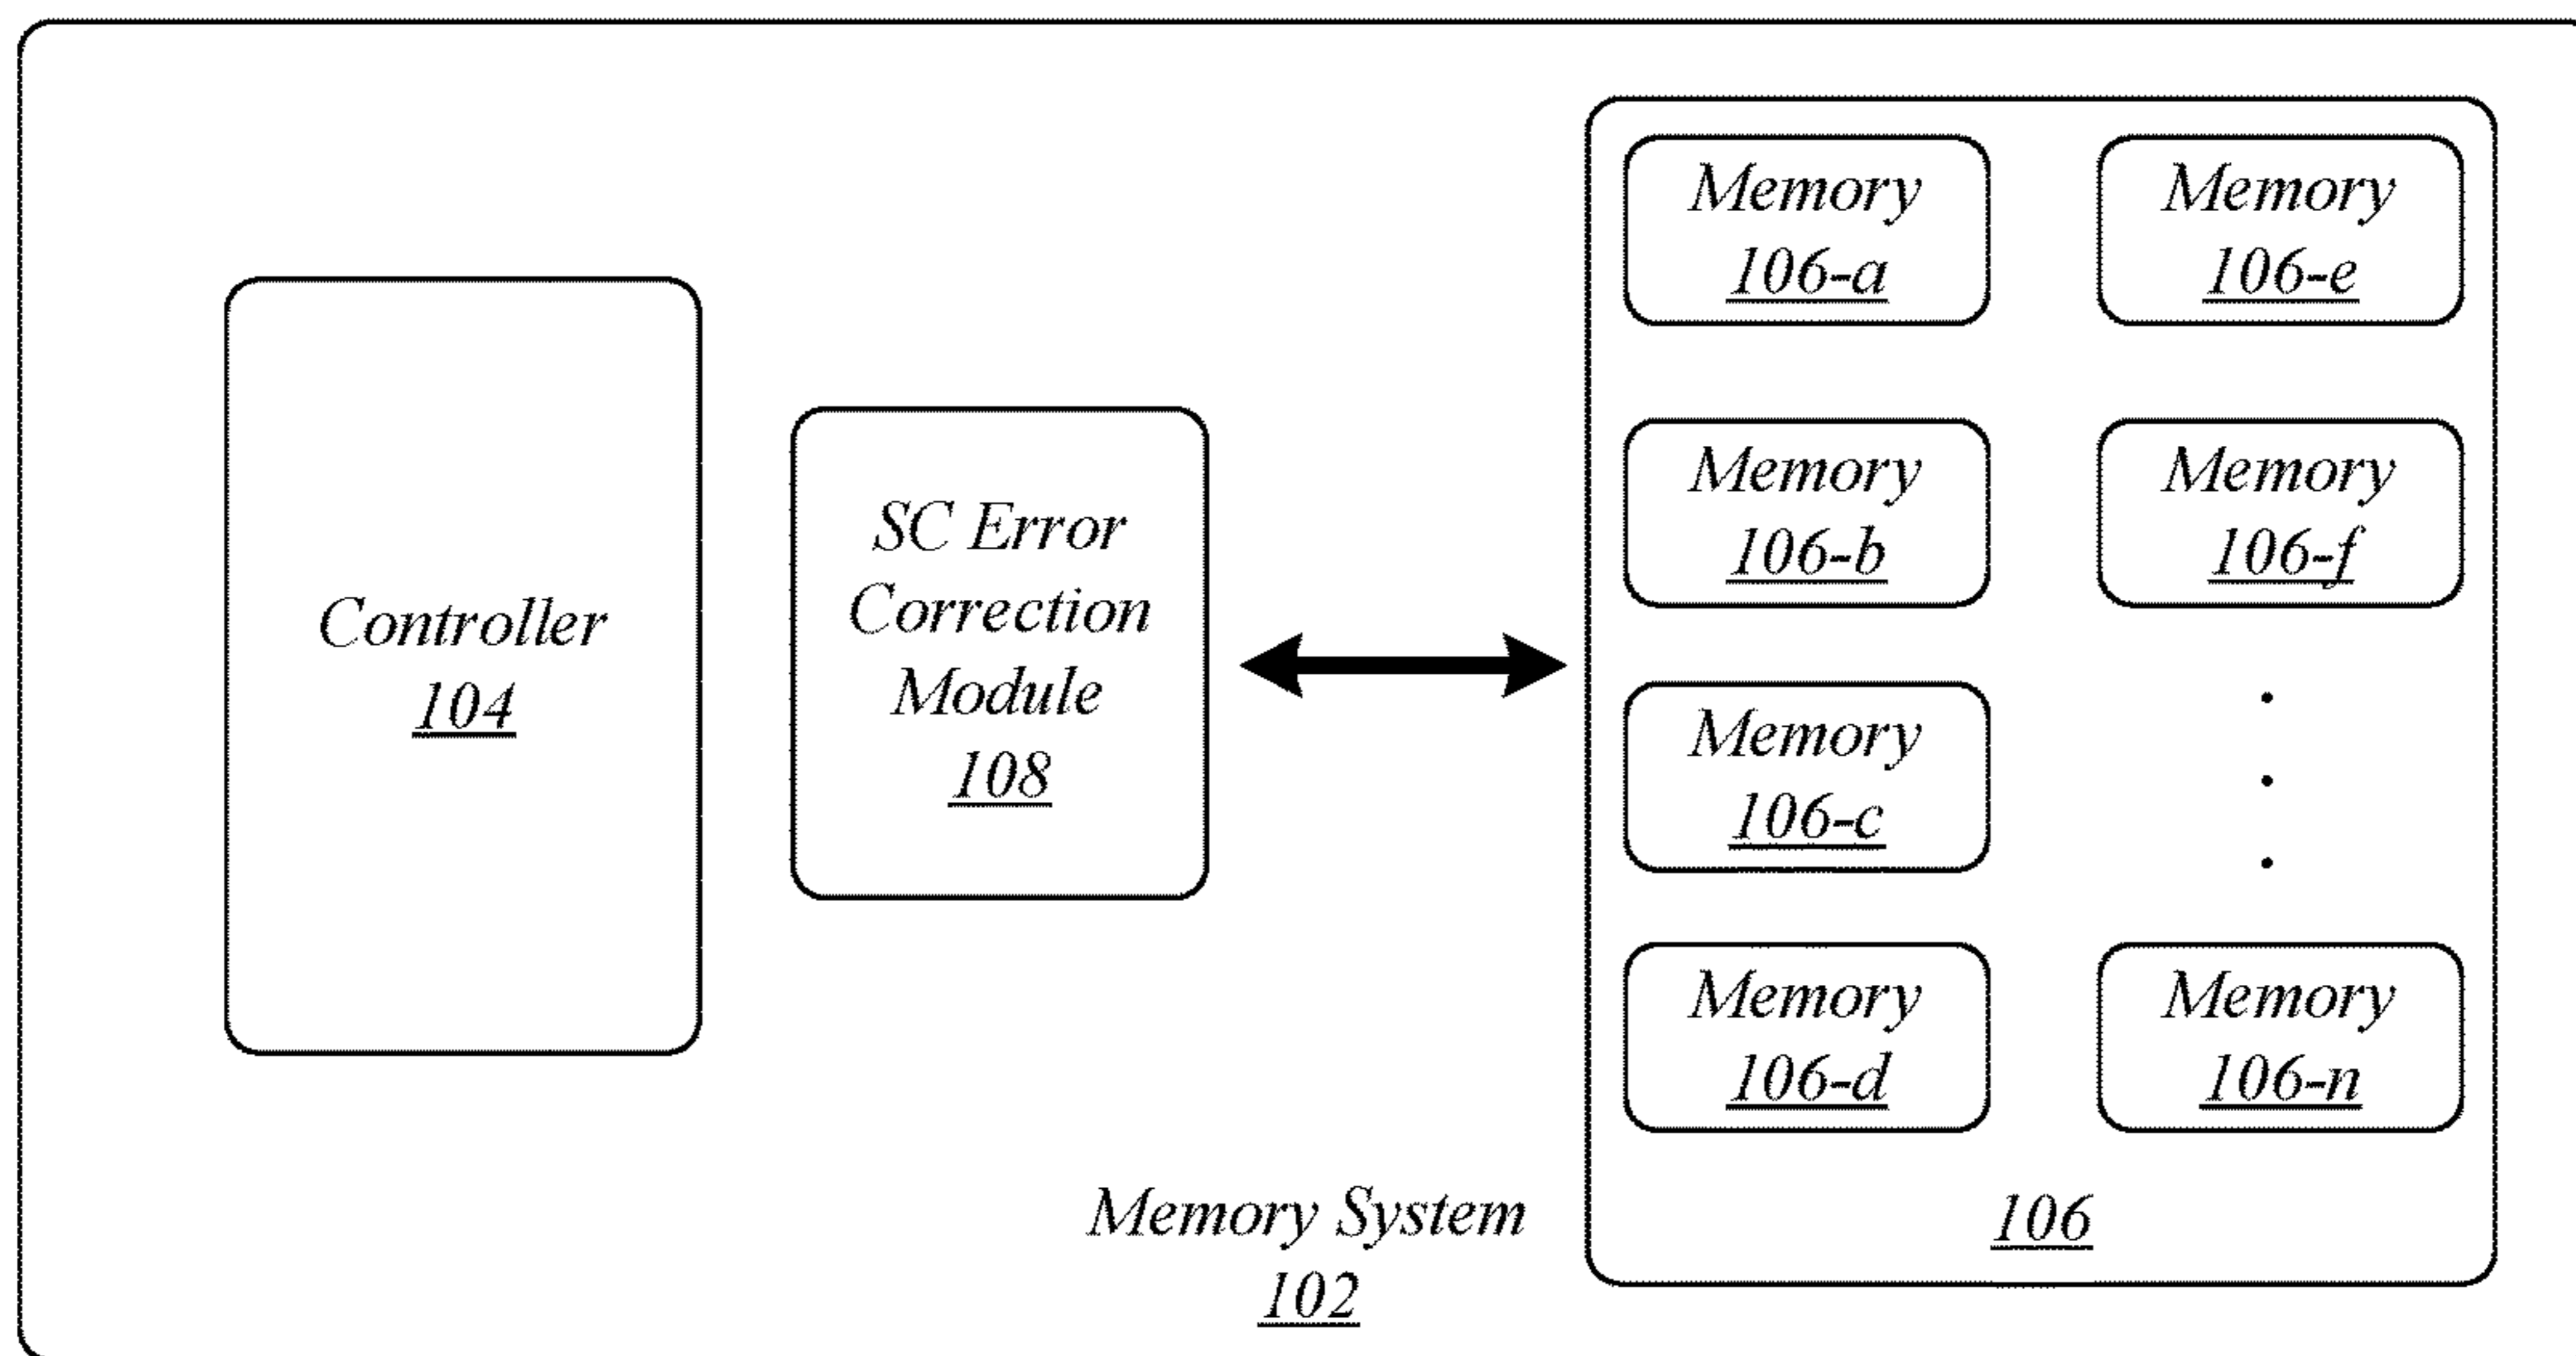 Controller
104
SC Error
Correction
Module
108
Memory
106-a
Memory
106-e
Memory
106-b
Memory
106-f
Memory
106-c
Memory
106-d
Memory
106-n
106
Memory System
102